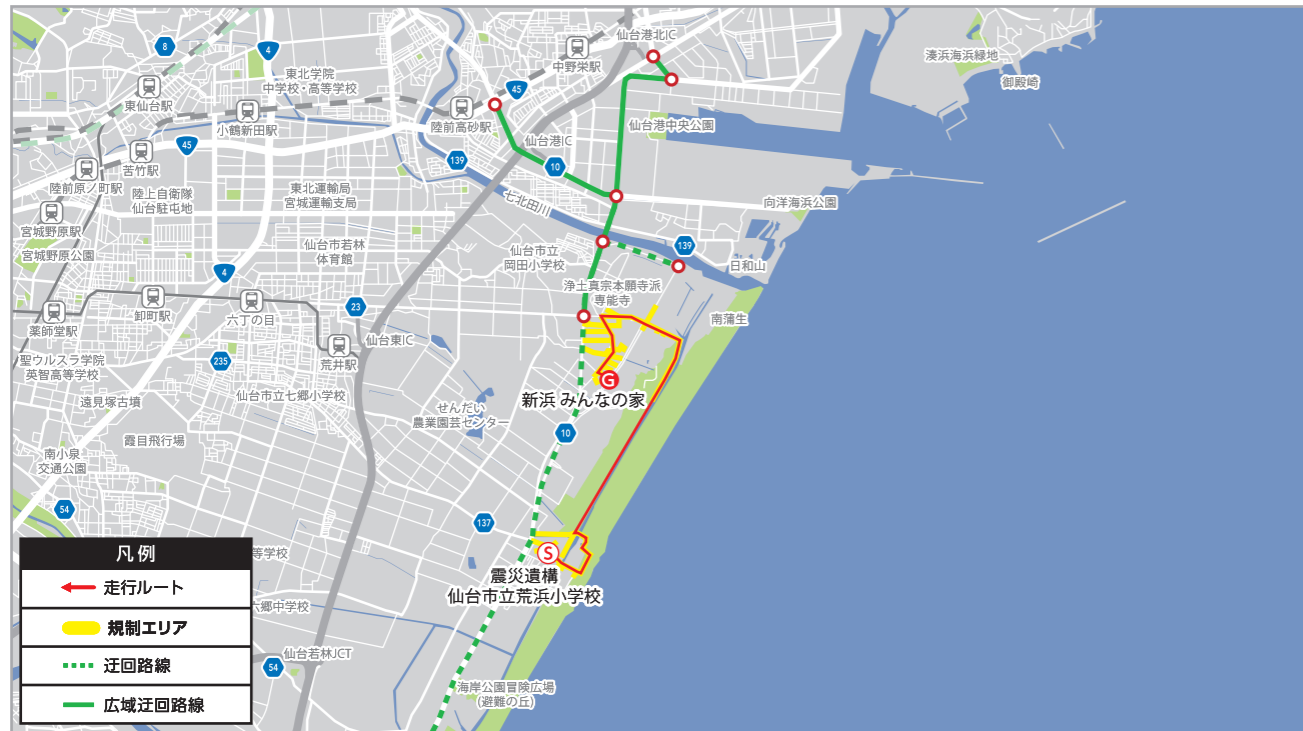 仙台港北IC
中野栄駅
湊浜海浜緑地
御殿崎
8
4
東北学院
中学校・高等学校
45
東仙台駅
小鶴新田駅
陸前高砂駅
仙台港中央公園
仙台港IC
45
苦竹駅
139
10
陸前原ノ町駅
陸上自衛隊
仙台駐屯地
東北運輸局
宮城運輸支局
七北田川
向洋海浜公園
宮城野原駅
宮城野原公園
仙台市若林
体育館
仙台市立
岡田小学校
139
日和山
4
浄土真宗本願寺派
専能寺
卸町駅
六丁の目
23
南蒲生
薬師堂駅
仙台東IC
荒井駅
聖ウルスラ学院
英智高等学校
235
G
新浜 みんなの家
仙台市立七郷小学校
遠見塚古墳
せんだい
農業園芸センター
霞目飛行場
10
南小泉
交通公園
54
137
S
震災遺構
仙台市立荒浜小学校
等学校
六郷中学校
仙台若林JCT
54
海岸公園冒険広場
(避難の丘)
凡例
走行ルート
規制エリア
迂回路線
広域迂回路線